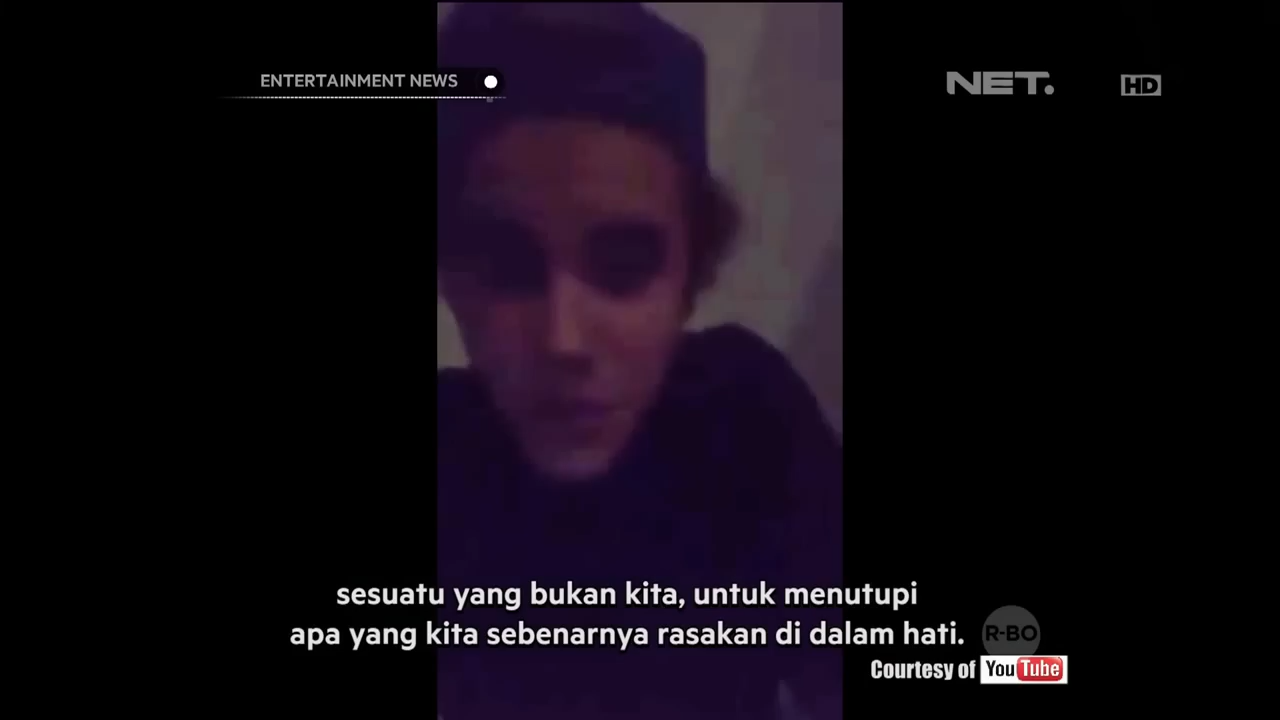 ENTERTAINMENT NEWS
NET.
HD
sesuatu yang bukan kita, untuk menutupi
apa yang kita sebenarnya rasakan di dalam hati.
R-BO
Courtesy of YouTube